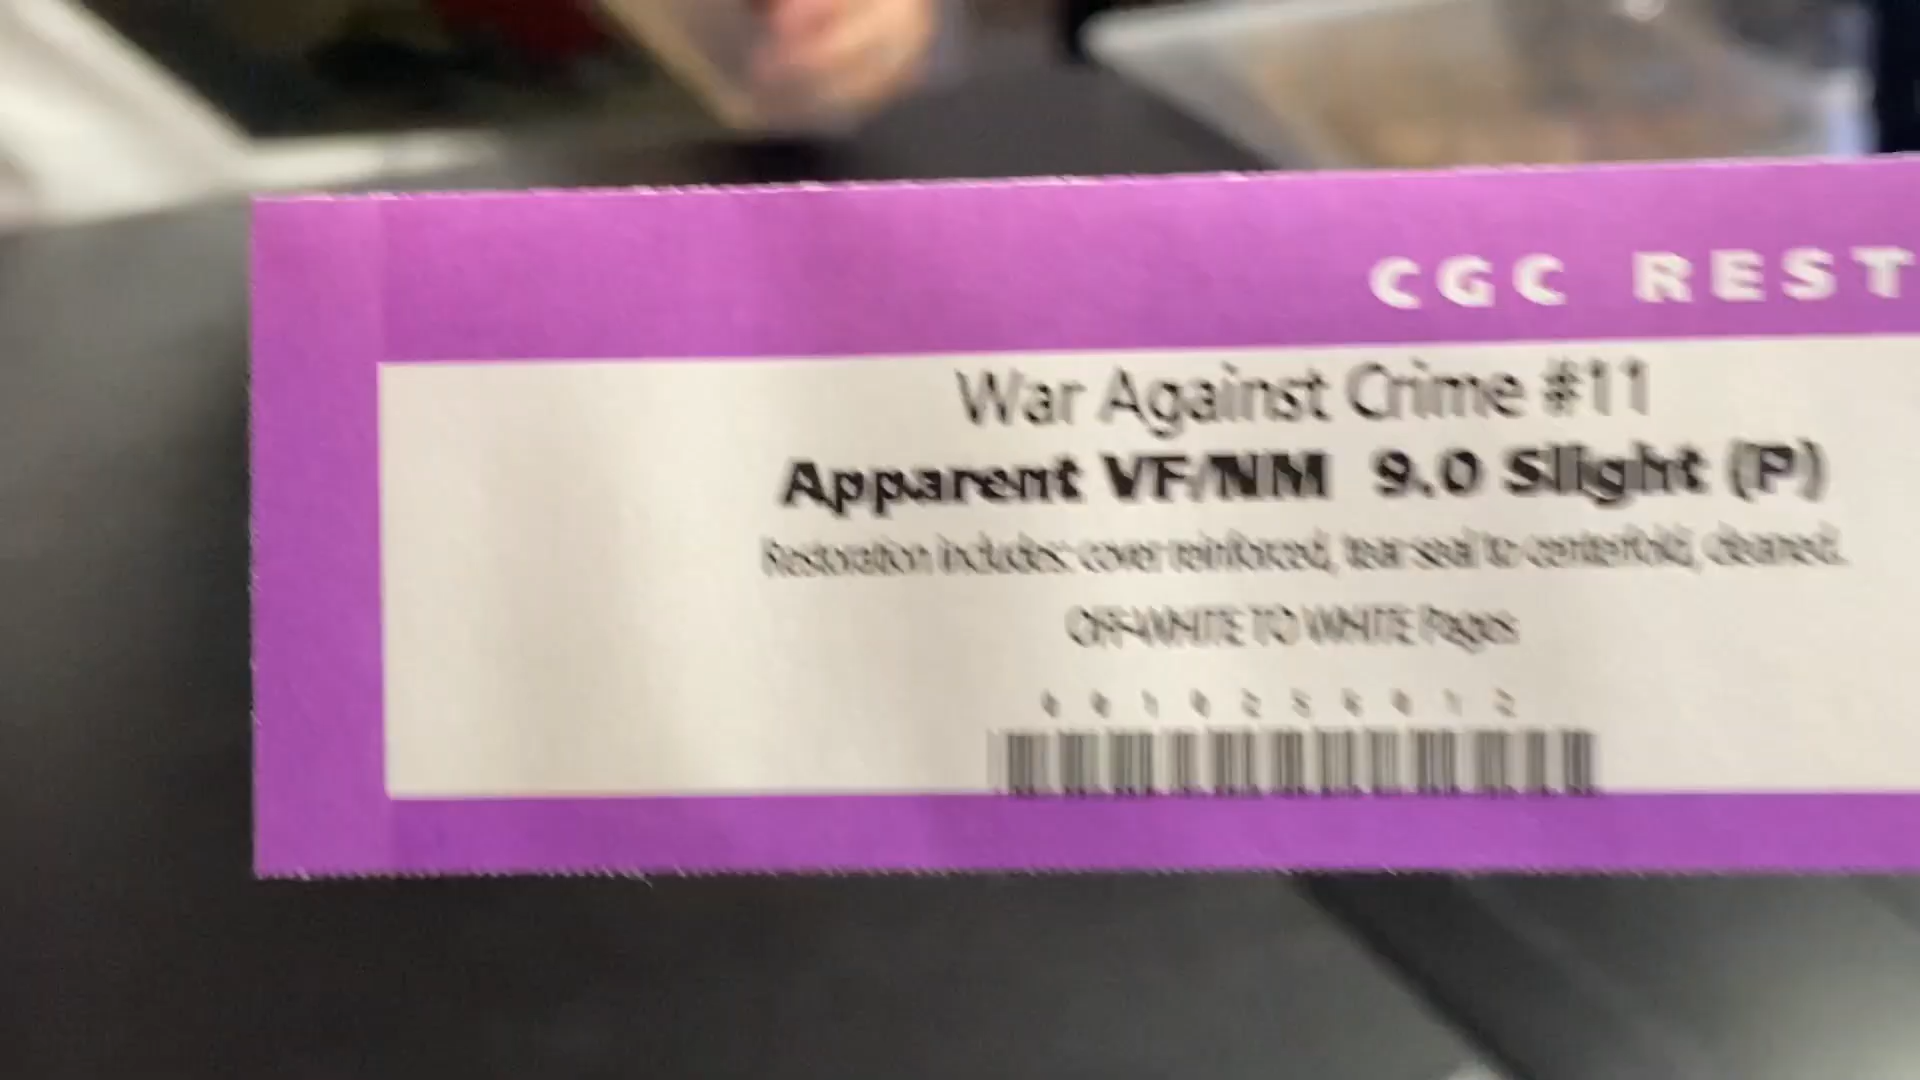 CGC REST
War Against Crime #11
Apparent VF/NM 9.0 Slight (P)
Restoration includes: cover reinforced, tear seal to centerfold, cleaned.
OFF-WHITE TO WHITE Pages